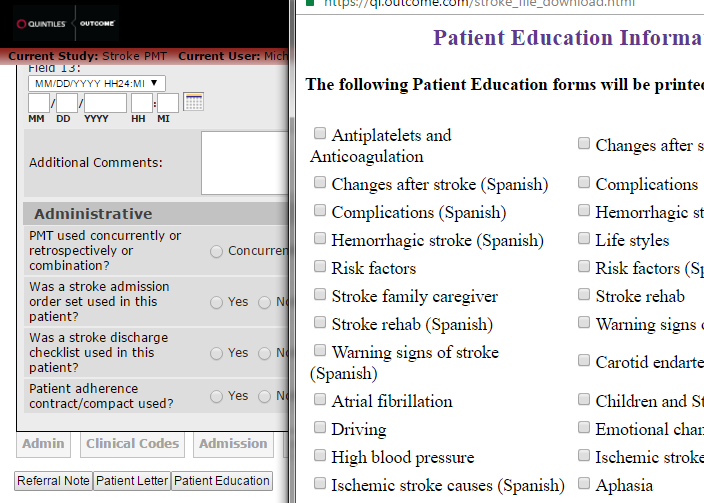 QUINTILES OUTCOME
Current Study: Stroke PMT Current User: Mich
Field 13:
MM/DD/YYYY HH24:MI
/ / :
MM DD YYYY HH MI
Additional Comments:
Administrative
PMT used concurrently or
retrospectively or
combination?
Concurren
Was a stroke admission
order set used in this
patient?
Yes No
Was a stroke discharge
checklist used in this
patient?
Yes No
Patient adherence
contract/compact used?
Yes No
Admin Clinical Codes Admission
Referral Note Patient Letter Patient Education
https://qi.outcome.com/stroke_file_download.html
Patient Education Informa
The following Patient Education forms will be printed
Antiplatelets and
Anticoagulation
Changes after s
Changes after stroke (Spanish) Complications
Complications (Spanish) Hemorrhagic st
Hemorrhagic stroke (Spanish) Life styles
Risk factors Risk factors (Sp
Stroke family caregiver Stroke rehab
Stroke rehab (Spanish) Warning signs o
Warning signs of stroke
(Spanish)
Carotid endarte
Atrial fibrillation Children and St
Driving Emotional chan
High blood pressure Ischemic stroke
Ischemic stroke causes (Spanish) Aphasia